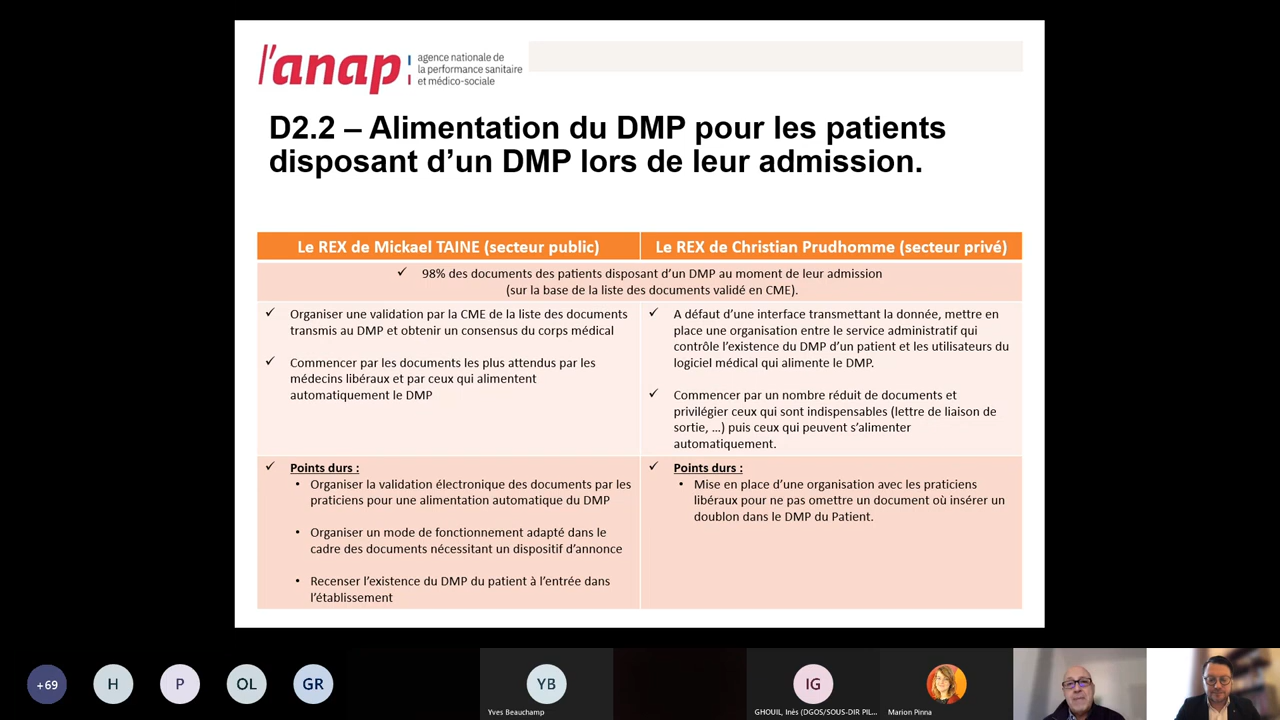 l'anap
agence nationale de
la performance sanitaire
et médico-sociale
D2.2 – Alimentation du DMP pour les patients
disposant d'un DMP lors de leur admission.
Le REX de Mickael TAINE (secteur public)
Le REX de Christian Prudhomme (secteur privé)
✓ 98% des documents des patients disposant d'un DMP au moment de leur admission
(sur la base de la liste des documents validé en CME).
✓ Organiser une validation par la CME de la liste des documents
transmis au DMP et obtenir un consensus du corps médical
✓ Commencer par les documents les plus attendus par les
médecins libéraux et par ceux qui alimentent
automatiquement le DMP
✓ A défaut d'une interface transmettant la donnée, mettre en
place une organisation entre le service administratif qui
contrôle l'existence du DMP d'un patient et les utilisateurs du
logiciel médical qui alimente le DMP.
✓ Commencer par un nombre réduit de documents et
privilégier ceux qui sont indispensables (lettre de liaison de
sortie, …) puis ceux qui peuvent s'alimenter
automatiquement.
✓ Points durs :
• Organiser la validation électronique des documents par les
praticiens pour une alimentation automatique du DMP
• Organiser un mode de fonctionnement adapté dans le
cadre des documents nécessitant un dispositif d'annonce
• Recenser l'existence du DMP du patient à l'entrée dans
l'établissement
✓ Points durs :
• Mise en place d'une organisation avec les praticiens
libéraux pour ne pas omettre un document où insérer un
doublon dans le DMP du Patient.
+69
H
P
OL
GR
YB
Yves Beauchamp
IG
GHOUIL, Inès (DGOS/SOUS-DIR PIL...
Marion Pinna